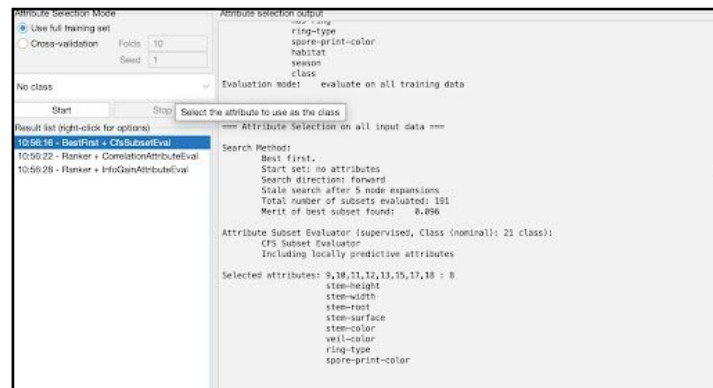 Attribute Selection Mode
Use full training set
Cross-validation Folds 10
Seed 1
No class
Start Stop
Select the attribute to use as the class
Result list (right-click for options)
10:56:16 - BestFirst + CfsSubsetEval
10:56:22 - Ranker + CorrelationAttributeEval
10:56:28 - Ranker + InfoGainAttributeEval
Attribute selection output
has-ring
ring-type
spore-print-color
habitat
season
class
Evaluation mode: evaluate on all training data
=== Attribute Selection on all input data ===
Search Method:
Best first.
Start set: no attributes
Search direction: forward
Stale search after 5 node expansions
Total number of subsets evaluated: 191
Merit of best subset found: 0.096
Attribute Subset Evaluator (supervised, Class (nominal): 21 class):
CFS Subset Evaluator
Including locally predictive attributes
Selected attributes: 9,10,11,12,13,15,17,18 : 8
stem-height
stem-width
stem-root
stem-surface
stem-color
veil-color
ring-type
spore-print-color